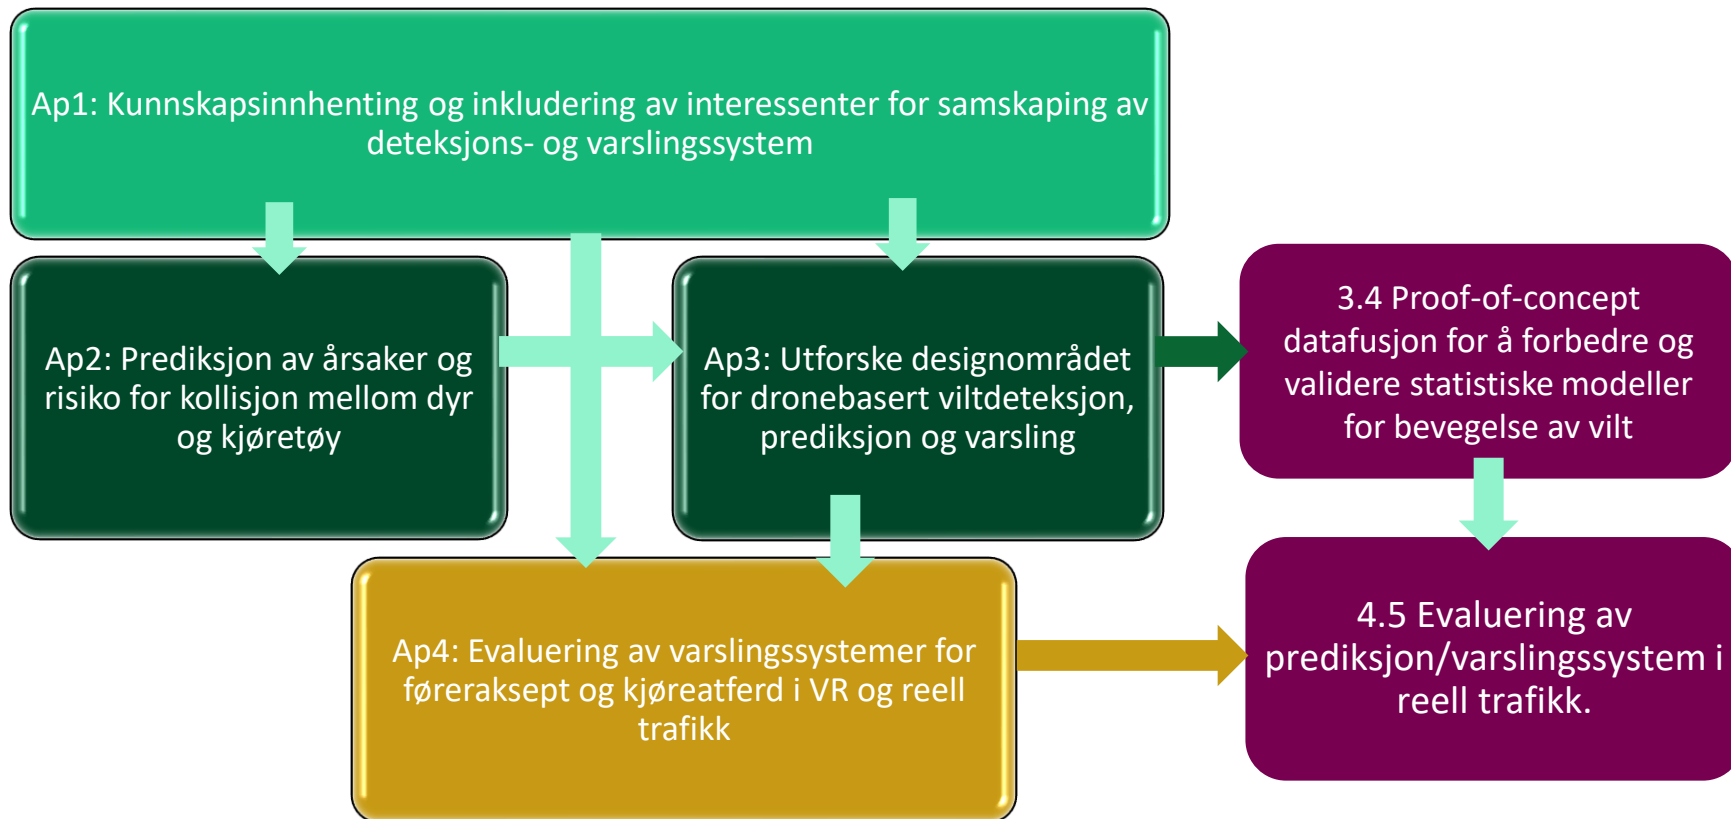 Ap1: Kunnskapsinnhenting og inkludering av interessenter for samskaping av
deteksjons- og varslingssystem
Ap2: Prediksjon av årsaker og
risiko for kollisjon mellom dyr
og kjøretøy
Ap3: Utforske designområdet
for dronebasert viltdeteksjon,
prediksjon og varsling
3.4 Proof-of-concept
datafusjon for å forbedre og
validere statistiske modeller
for bevegelse av vilt
Ap4: Evaluering av varslingssystemer for
føreraksept og kjøreatferd i VR og reell
trafikk
4.5 Evaluering av
prediksjon/varslingssystem i
reell trafikk.